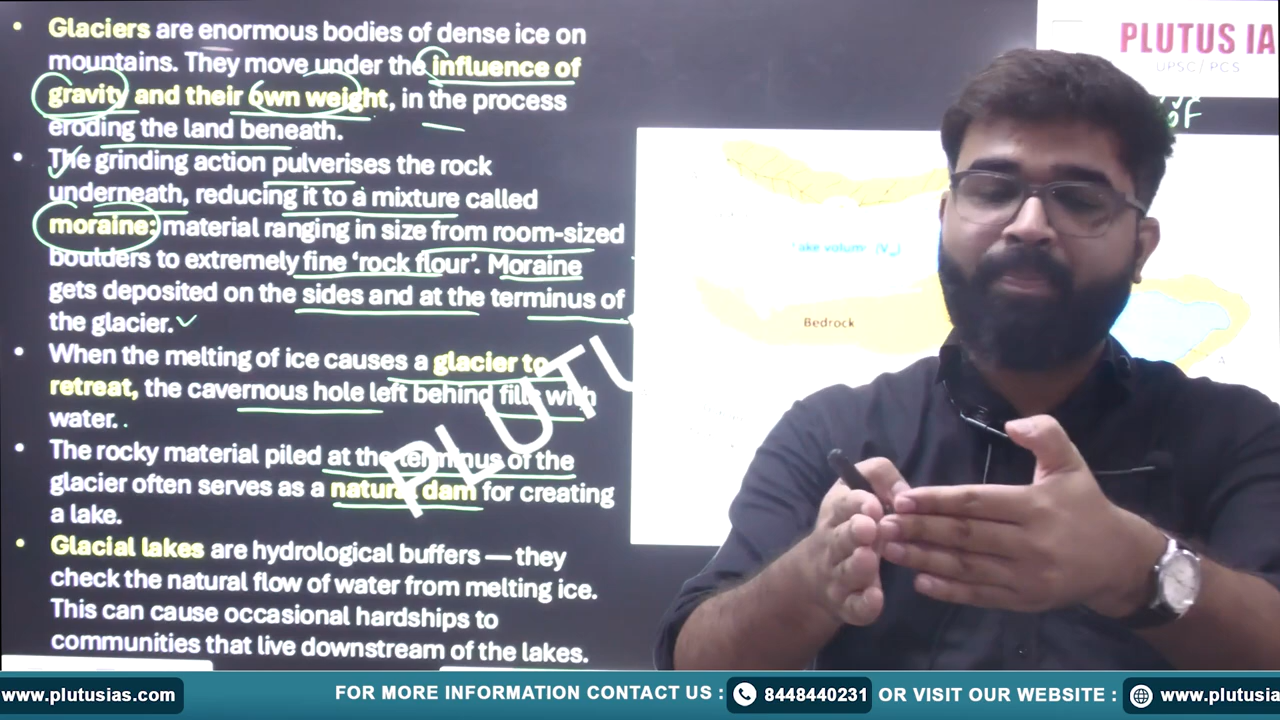 Glaciers are enormous bodies of dense ice on
mountains. They move under the influence of
gravity and their own weight, in the process
eroding the land beneath.
The grinding action pulverises the rock
underneath, reducing it to a mixture called
moraine: material ranging in size from room-sized
boulders to extremely fine ‘rock flour’. Moraine
gets deposited on the sides and at the terminus of
the glacier.
When the melting of ice causes a glacier to
retreat, the cavernous hole left behind fills with
water.
The rocky material piled at the terminus of the
glacier often serves as a natural dam for creating
a lake.
Glacial lakes are hydrological buffers — they
check the natural flow of water from melting ice.
This can cause occasional hardships to
communities that live downstream of the lakes.
PLUTU
PLUTUS IA
UPSC/ PCS
Bedrock
www.plutusias.com
FOR MORE INFORMATION CONTACT US :
8448440231
OR VISIT OUR WEBSITE :
www.plutusia